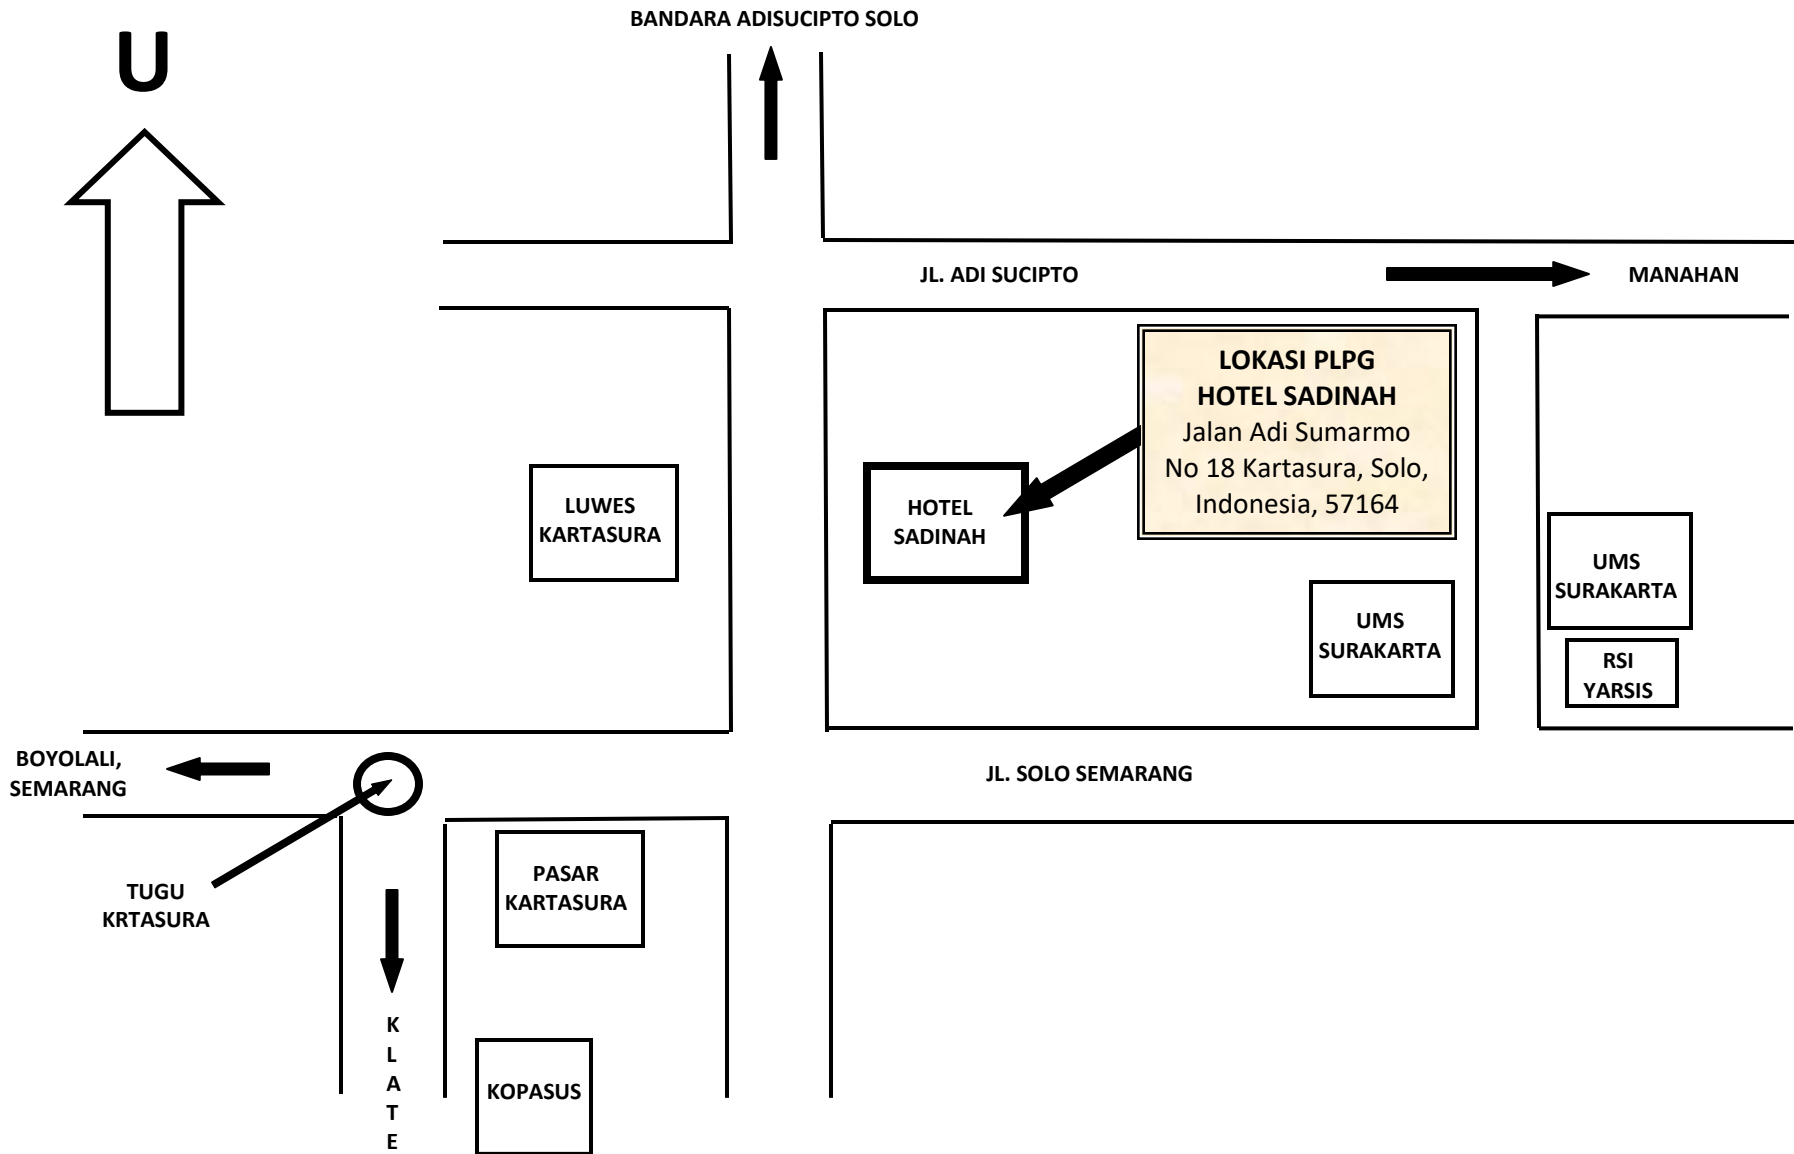 BANDARA ADISUCIPTO SOLO
U
JL. ADI SUCIPTO
MANAHAN
LOKASI PLPG
HOTEL SADINAH
Jalan Adi Sumarmo
No 18 Kartasura, Solo,
Indonesia, 57164
LUWES
KARTASURA
HOTEL
SADINAH
UMS
SURAKARTA
UMS
SURAKARTA
RSI
YARSIS
BOYOLALI,
SEMARANG
JL. SOLO SEMARANG
TUGU
KRTASURA
PASAR
KARTASURA
K
L
A
T
E
KOPASUS